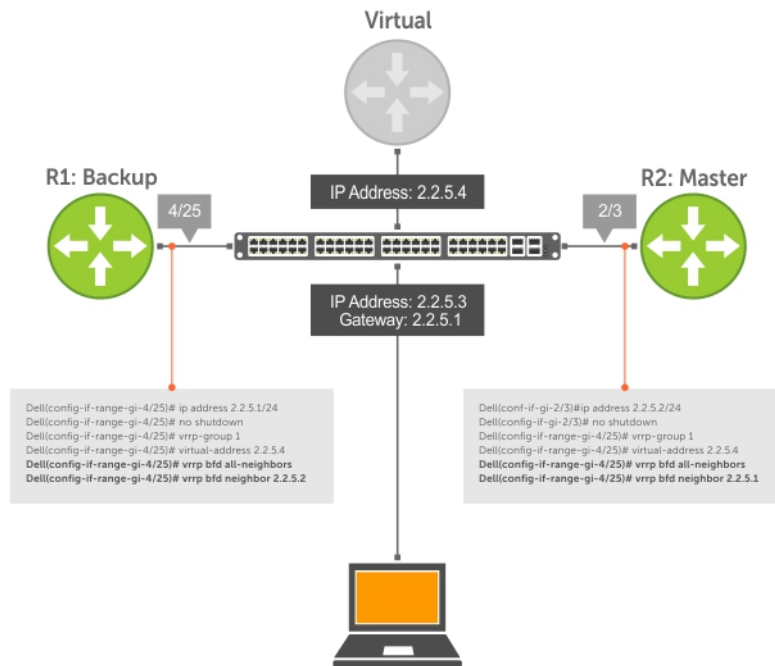 Virtual
R1: Backup
R2: Master
IP Address: 2.2.5.4
4/25
2/3
IP Address: 2.2.5.3
Gateway: 2.2.5.1
Dell(config-if-range-gi-4/25)# ip address 2.2.5.1/24
Dell(config-if-range-gi-4/25)# no shutdown
Dell(config-if-range-gi-4/25)# vrrp-group 1
Dell(config-if-range-gi-4/25)# virtual-address 2.2.5.4
Dell(config-if-range-gi-4/25)# vrrp bfd all-neighbors
Dell(config-if-range-gi-4/25)# vrrp bfd neighbor 2.2.5.2
Dell(conf-if-gi-2/3)#ip address 2.2.5.2/24
Dell(conf-if-gi-2/3)# no shutdown
Dell(config-if-range-gi-4/25)# vrrp-group 1
Dell(config-if-range-gi-4/25)# virtual-address 2.2.5.4
Dell(config-if-range-gi-4/25)# vrrp bfd all-neighbors
Dell(config-if-range-gi-4/25)# vrrp bfd neighbor 2.2.5.1